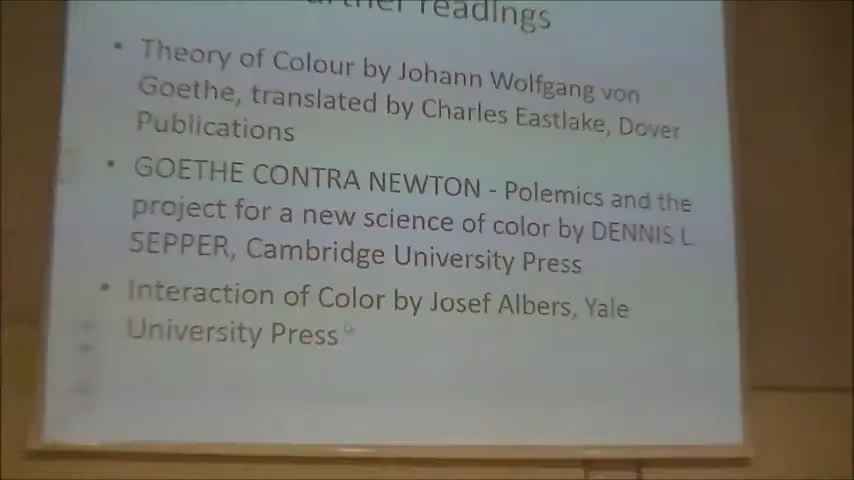 readings
• Theory of Colour by Johann Wolfgang von
Goethe, translated by Charles Eastlake, Dover
Publications
• GOETHE CONTRA NEWTON - Polemics and the
project for a new science of color by DENNIS L
SEPPER, Cambridge University Press
• Interaction of Color by Josef Albers, Yale
University Press